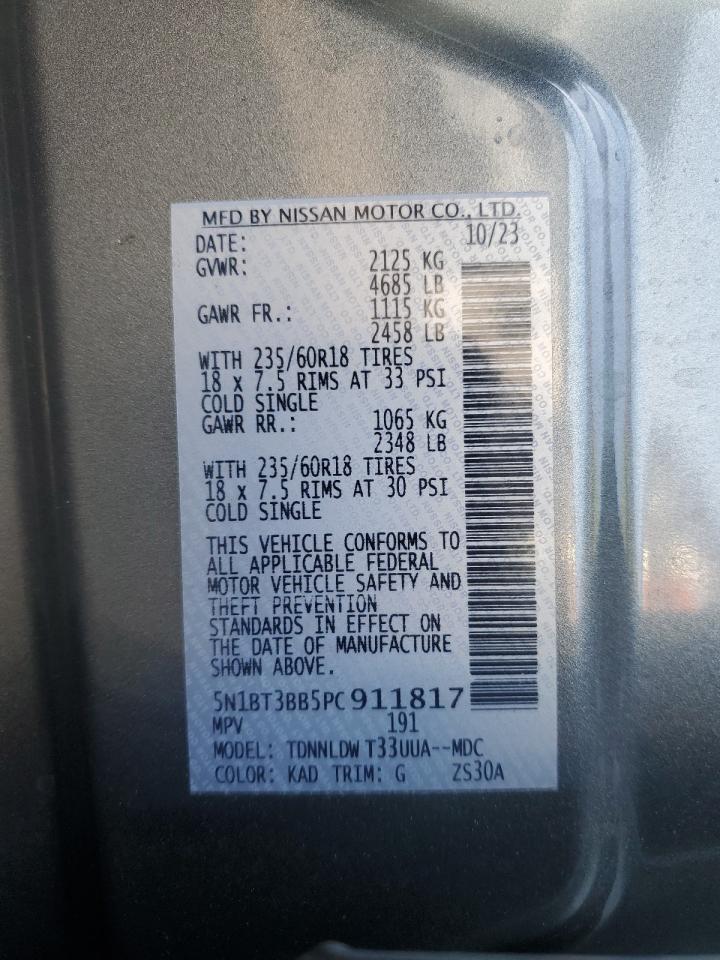 MFD BY NISSAN MOTOR CO., LTD.
DATE: 10/23
GVWR: 2125 KG
4685 LB
GAWR FR.: 1115 KG
2458 LB
WITH 235/60R18 TIRES
18 x 7.5 RIMS AT 33 PSI
COLD SINGLE
GAWR RR.: 1065 KG
2348 LB
WITH 235/60R18 TIRES
18 x 7.5 RIMS AT 30 PSI
COLD SINGLE
THIS VEHICLE CONFORMS TO
ALL APPLICABLE FEDERAL
MOTOR VEHICLE SAFETY AND
THEFT PREVENTION
STANDARDS IN EFFECT ON
THE DATE OF MANUFACTURE
SHOWN ABOVE.
5N1BT3BB5PC911817
MPV 191
MODEL: TDNNLDW T33UUA--MDC
COLOR: KAD TRIM: G ZS30A